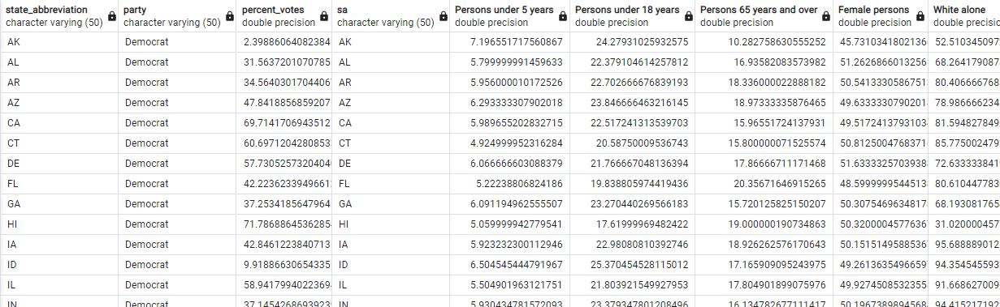 state_abbreviation party percent_votes sa Persons under 5 years Persons under 18 years Persons 65 years and over Female persons White alone
character varying (50) character varying (50) double precision character varying (50) double precision double precision double precision double precision double precision
AK Democrat 2.39886064082384 AK 7.196551717560867 24.27931025932575 10.282758630555252 45.7310341802136 52.510345097
AL Democrat 31.5637201070785 AL 5.799999991459633 22.379104614257812 16.93582083573982 51.2626866013256 68.264179087
AR Democrat 34.5640301704406 AR 5.956000010172526 22.702666676839193 18.336000022888182 50.5413330586751 80.406666768
AZ Democrat 47.8418856859207 AZ 6.293333307902018 23.846666463216145 18.97333335876465 49.6333330790201 78.986666234
CA Democrat 69.7141706943512 CA 5.989655202832715 22.517241313539703 15.96551724137931 49.5172413793103 81.594827849
CT Democrat 60.6971204280853 CT 4.924999952316284 20.58750009536743 15.800000071525574 50.8125004768371 85.775002479
DE Democrat 57.7305257320404 DE 6.066666603088379 21.766667048136394 17.86666711171468 51.6333325703938 72.633333841
FL Democrat 42.2236233949661 FL 5.22238806824186 19.838805974419436 20.35671646915265 48.5999999544513 80.610447783
GA Democrat 37.2534185647964 GA 6.091194962555507 23.270440269566183 15.720125825150207 50.3075469634817 68.193081765
HI Democrat 71.7868864536285 HI 5.059999942779541 17.61999969482422 19.000000190734863 50.3200004577636 31.020000457
IA Democrat 42.8461223840713 IA 5.923232300112946 22.98080810392746 18.926262576170643 50.1515149588536 95.688889012
ID Democrat 9.91886630654335 ID 6.504545444791967 25.370454528115012 17.165909095243975 49.2613635496659 94.354545593
IL Democrat 58.9417994022369 IL 5.504901963121751 21.803921549927953 17.804901899075976 49.9274508532355 91.668627009
IN Democrat 37.1454268693923 IN 5.930434781572093 23.379347801208496 16.134782677111417 50.1967389894568 94.415217192